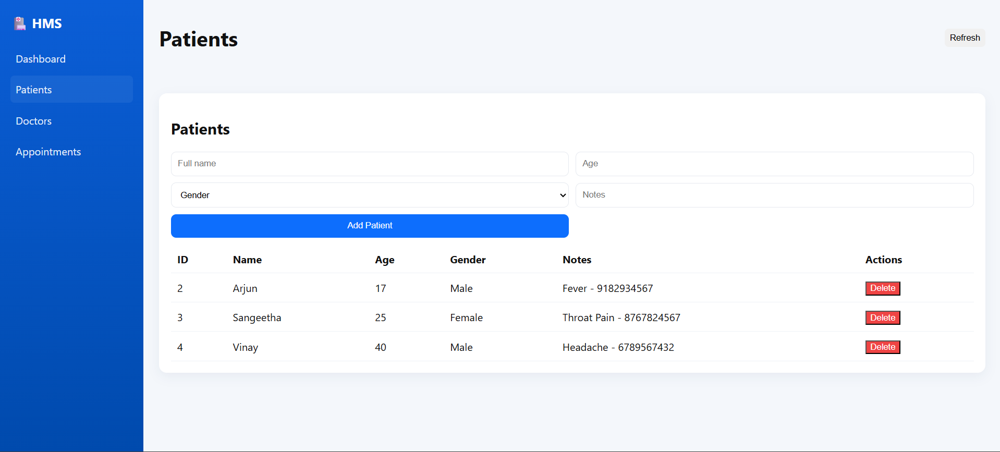 HMS
Dashboard
Patients
Doctors
Appointments
Patients
Refresh
Patients
Full name Age
Gender Notes
Add Patient
ID Name Age Gender Notes Actions
2 Arjun 17 Male Fever - 9182934567 Delete
3 Sangeetha 25 Female Throat Pain - 8767824567 Delete
4 Vinay 40 Male Headache - 6789567432 Delete